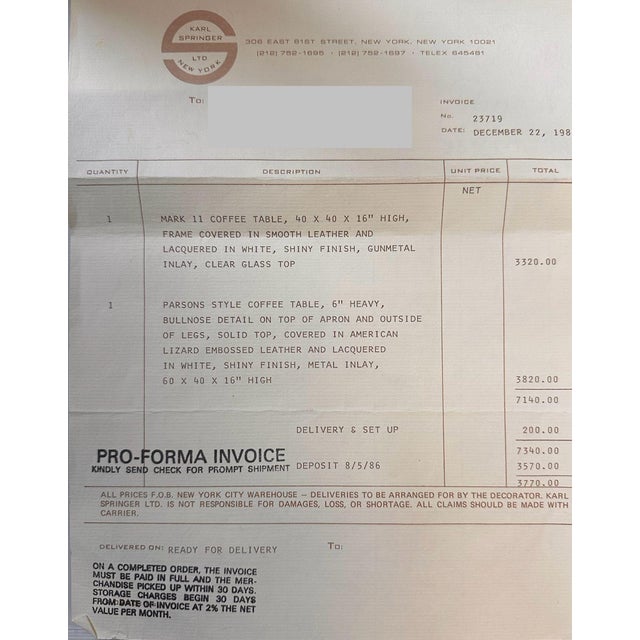 KARL
SPRINGER
LTD
NEW YORK
306 EAST 61ST STREET, NEW YORK, NEW YORK 10021
(212) 752-1695 · (212) 752-1697 · TELEX 645481
TO:
INVOICE
No. 23719
DATE: DECEMBER 22, 198
QUANTITY DESCRIPTION UNIT PRICE TOTAL
NET
1 MARK 11 COFFEE TABLE, 40 X 40 X 16" HIGH,
FRAME COVERED IN SMOOTH LEATHER AND
LACQUERED IN WHITE, SHINY FINISH, GUNMETAL
INLAY, CLEAR GLASS TOP 3320.00
1 PARSONS STYLE COFFEE TABLE, 6" HEAVY,
BULLNOSE DETAIL ON TOP OF APRON AND OUTSIDE
OF LEGS, SOLID TOP, COVERED IN AMERICAN
LIZARD EMBOSSED LEATHER AND LACQUERED
IN WHITE, SHINY FINISH, METAL INLAY,
60 X 40 X 16" HIGH 3820.00
7140.00
DELIVERY & SET UP 200.00
PRO-FORMA INVOICE 7340.00
KINDLY SEND CHECK FOR PROMPT SHIPMENT DEPOSIT 8/5/86 3570.00
3770.00
ALL PRICES F.O.B. NEW YORK CITY WAREHOUSE – DELIVERIES TO BE ARRANGED FOR BY THE DECORATOR. KARL
SPRINGER LTD. IS NOT RESPONSIBLE FOR DAMAGES, LOSS, OR SHORTAGE. ALL CLAIMS SHOULD BE MADE WITH
CARRIER.
DELIVERED ON: READY FOR DELIVERY TO:
ON A COMPLETED ORDER, THE INVOICE
MUST BE PAID IN FULL AND THE MER-
CHANDISE PICKED UP WITHIN 30 DAYS.
STORAGE CHARGES BEGIN 30 DAYS
FROM DATE OF INVOICE AT 2% THE NET
VALUE PER MONTH.